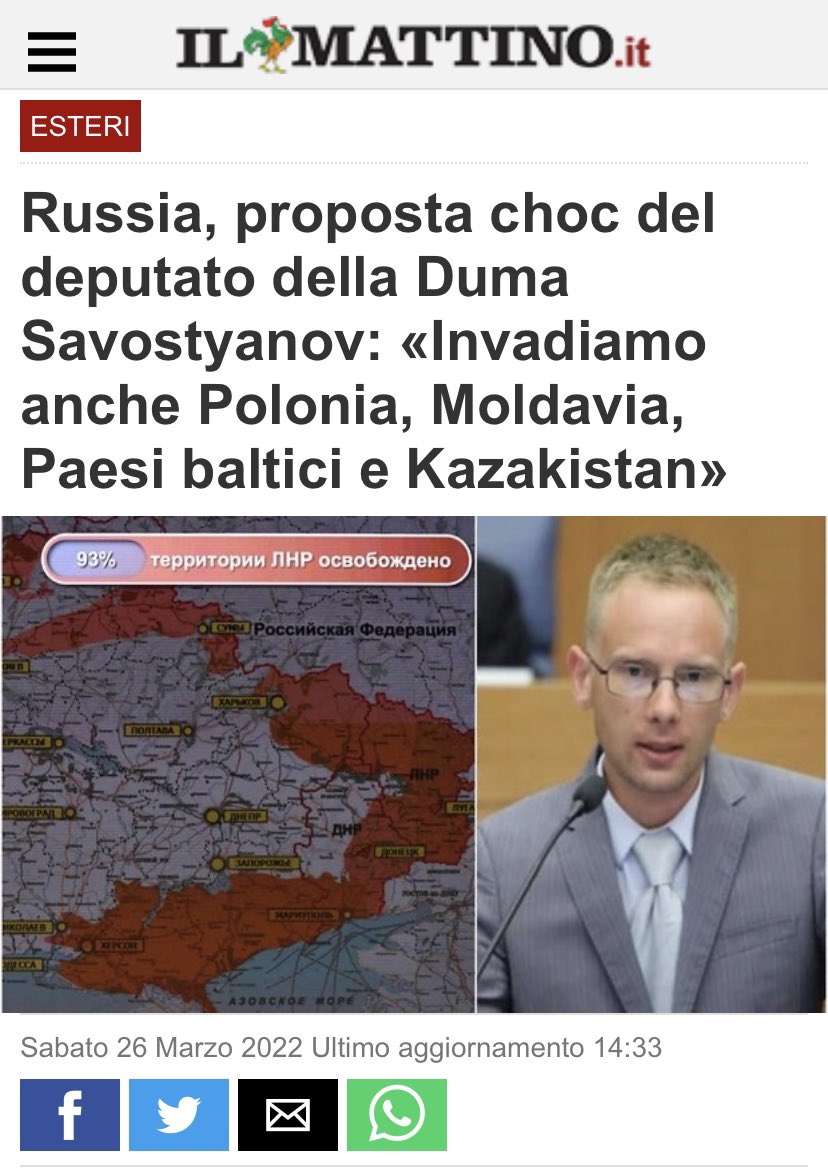 IL MATTINO.it
ESTERI
Russia, proposta choc del
deputato della Duma
Savostyanov: «Invadiamo
anche Polonia, Moldavia,
Paesi baltici e Kazakistan»
93% территории ЛНР освобождено
СУМЫ Российская Федерация
ХАРЬКОВ
ПОЛТАВА
ЕРКАССЫ
ЛНР
ДНЕПР
ДНР
ДОНЕЦК
ЗАПОРОЖЬЕ
МАРИУПОЛЬ
ХЕРСОН
АЗОВСКОЕ МОРЕ
Sabato 26 Marzo 2022 Ultimo aggiornamento 14:33